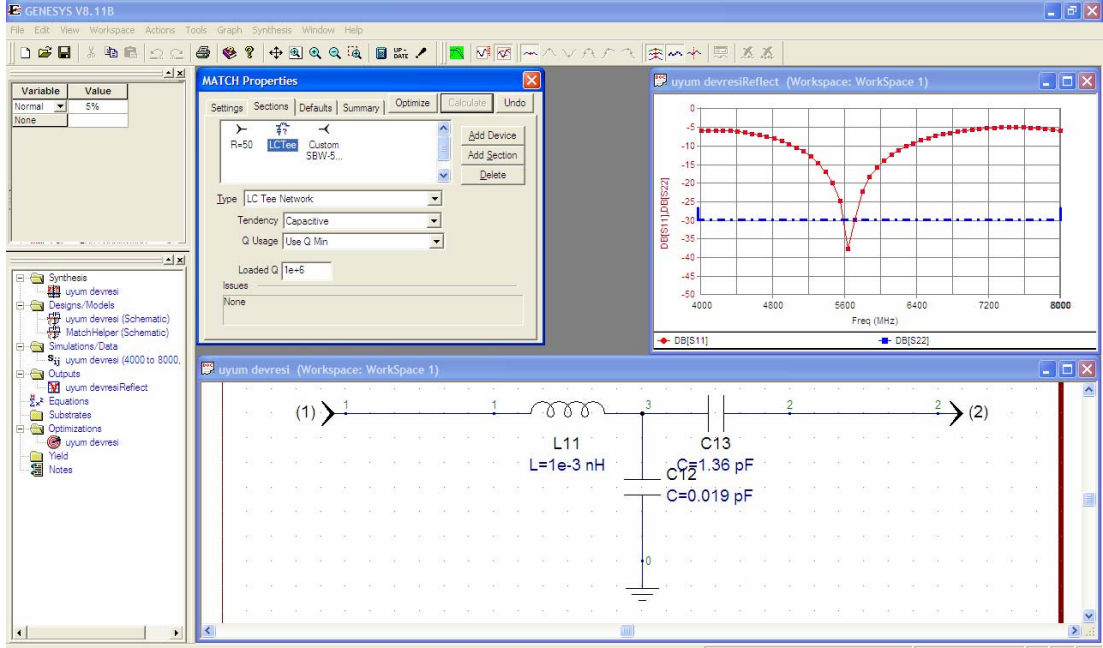 GENESYS V8.11B
File Edit View Workspace Actions Tools Graph Synthesis Window Help
UP-DATE
Variable Value
Normal 5%
None
MATCH Properties
Settings Sections Defaults Summary Optimize Calculate Undo
R=50 LCTee Custom
SBW-5...
Add Device
Add Section
Delete
Type LC Tee Network
Tendency Capacitive
Q Usage Use Q Min
Loaded Q 1e+6
Issues
None
Synthesis
uyum devresi
Designs/Models
uyum devresi (Schematic)
MatchHelper (Schematic)
Simulations/Data
Sij uyum devresi (4000 to 8000,
Outputs
uyum devresiReflect
Equations
Substrates
Optimizations
uyum devresi
Yield
Notes
uyum devresiReflect (Workspace: WorkSpace 1)
DB[S11],DB[S22]
0
-5
-10
-15
-20
-25
-30
-35
-40
-45
-50
4000 4800 5600 6400 7200 8000
Freq (MHz)
DB[S11] DB[S22]
uyum devresi (Workspace: WorkSpace 1)
(1) 1 1 3 2 2 (2)
L11 C13
L=1e-3 nH C=1.36 pF
C12
C=0.019 pF
0